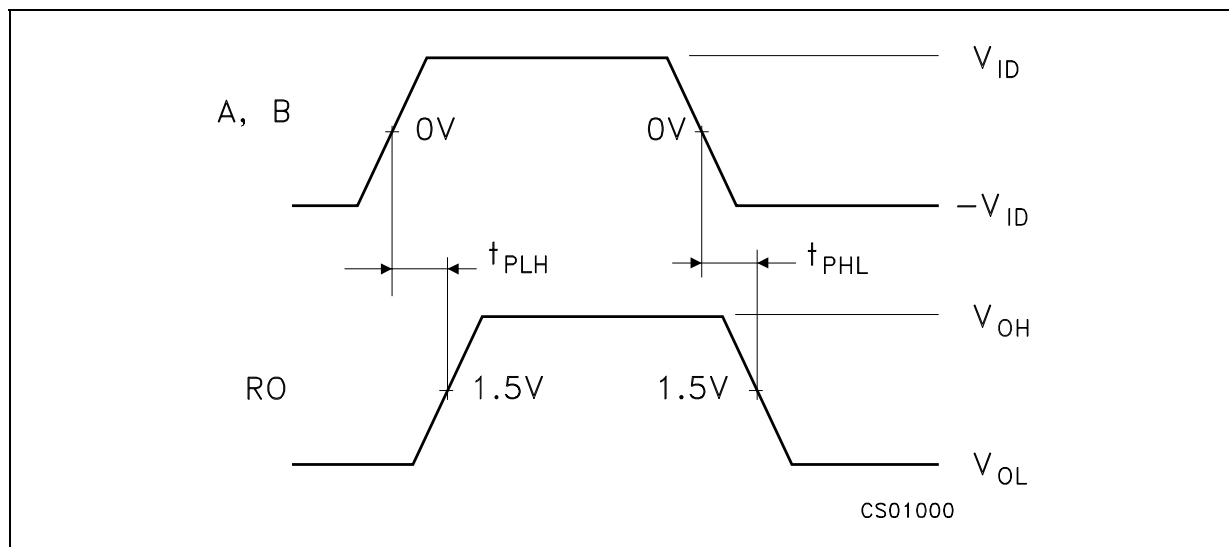 V_ID
A, B
0V 0V
-V_ID
t_PLH t_PHL
V_OH
RO 1.5V 1.5V
V_OL
CS01000